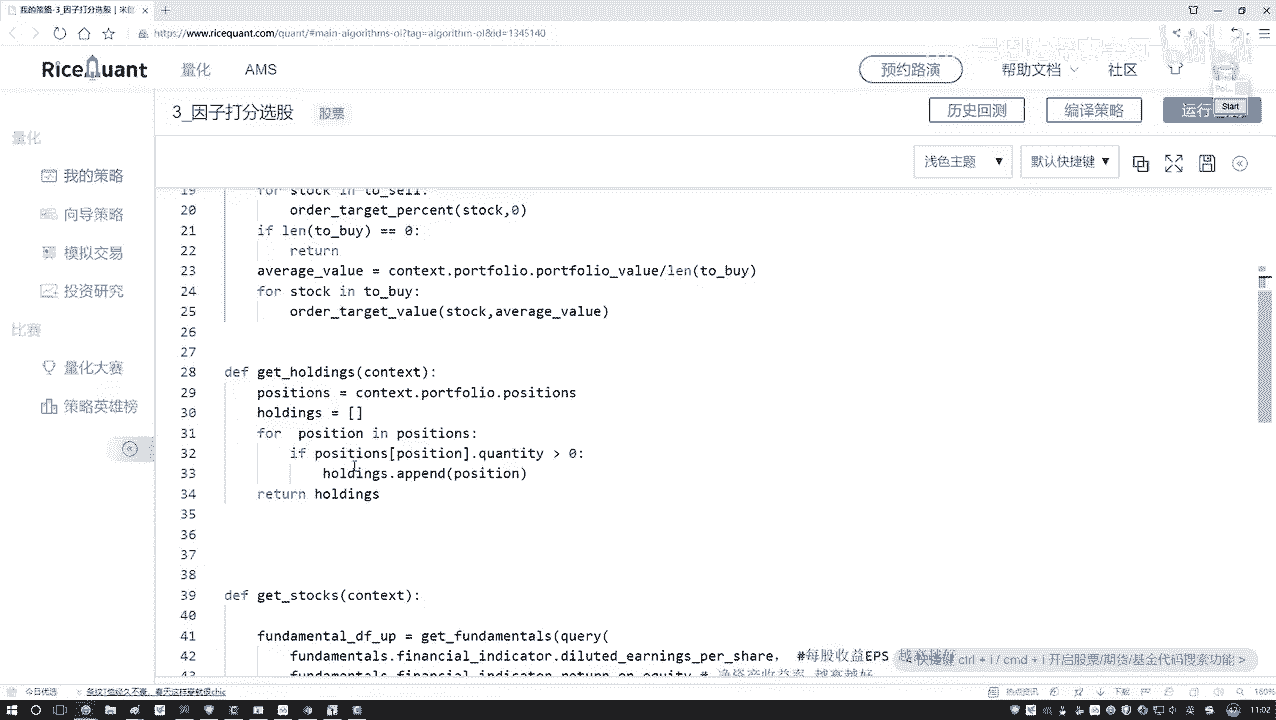 我的策略-3_因子打分选股 | 米
https://www.ricequant.com/quant/#main-algorithms-ol?tag=algorithm-ol&eid=1345140
RiceQuant 量化 AMS 预约路演 帮助文档 社区
3_因子打分选股 股票 历史回测 编译策略 运行
Start
浅色主题 ▼ 默认快捷键 ▼
量化
我的策略
向导策略
模拟交易
投资研究
比赛
量化大赛
策略英雄榜
19 for stock in to_sell:
20 order_target_percent(stock,0)
21 if len(to_buy) == 0:
22 return
23 average_value = context.portfolio.portfolio_value/len(to_buy)
24 for stock in to_buy:
25 order_target_value(stock,average_value)
26
27
28 def get_holdings(context):
29 positions = context.portfolio.positions
30 holdings = []
31 for  position in positions:
32 if positions[position].quantity > 0:
33 holdings.append(position)
34 return holdings
35
36
37
38
39 def get_stocks(context):
40
41 fundamental_df_up = get_fundamentals(query(
42 fundamentals.financial_indicator.diluted_earnings_per_share, #每股收益EPS
fundamentals.financial_indicator.return_on_equity,# 净资产收益率 越高越好
快捷键 ctrl + i / cmd + i 开启股票/期货/基金代码搜索功能 >
今日优选
160%
11:02